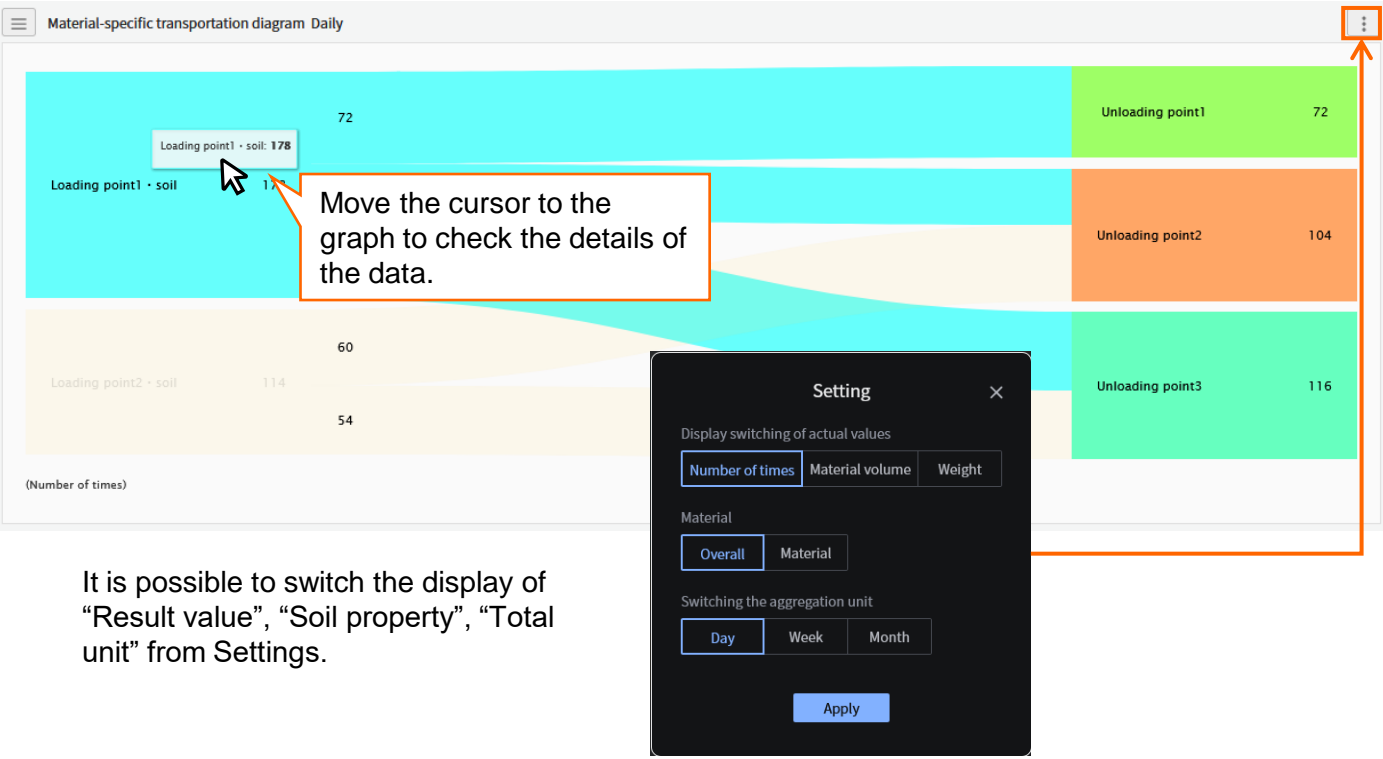 Material-specific transportation diagram Daily
72
Unloading point1 72
Loading point1・soil: 178
Loading point1・soil
Move the cursor to the
graph to check the details of
the data.
Unloading point2 104
60
Loading point2・soil 114
54
Unloading point3 116
(Number of times)
Setting
Display switching of actual values
Number of times Material volume Weight
Material
Overall Material
Switching the aggregation unit
Day Week Month
Apply
It is possible to switch the display of
“Result value”, “Soil property”, “Total
unit” from Settings.